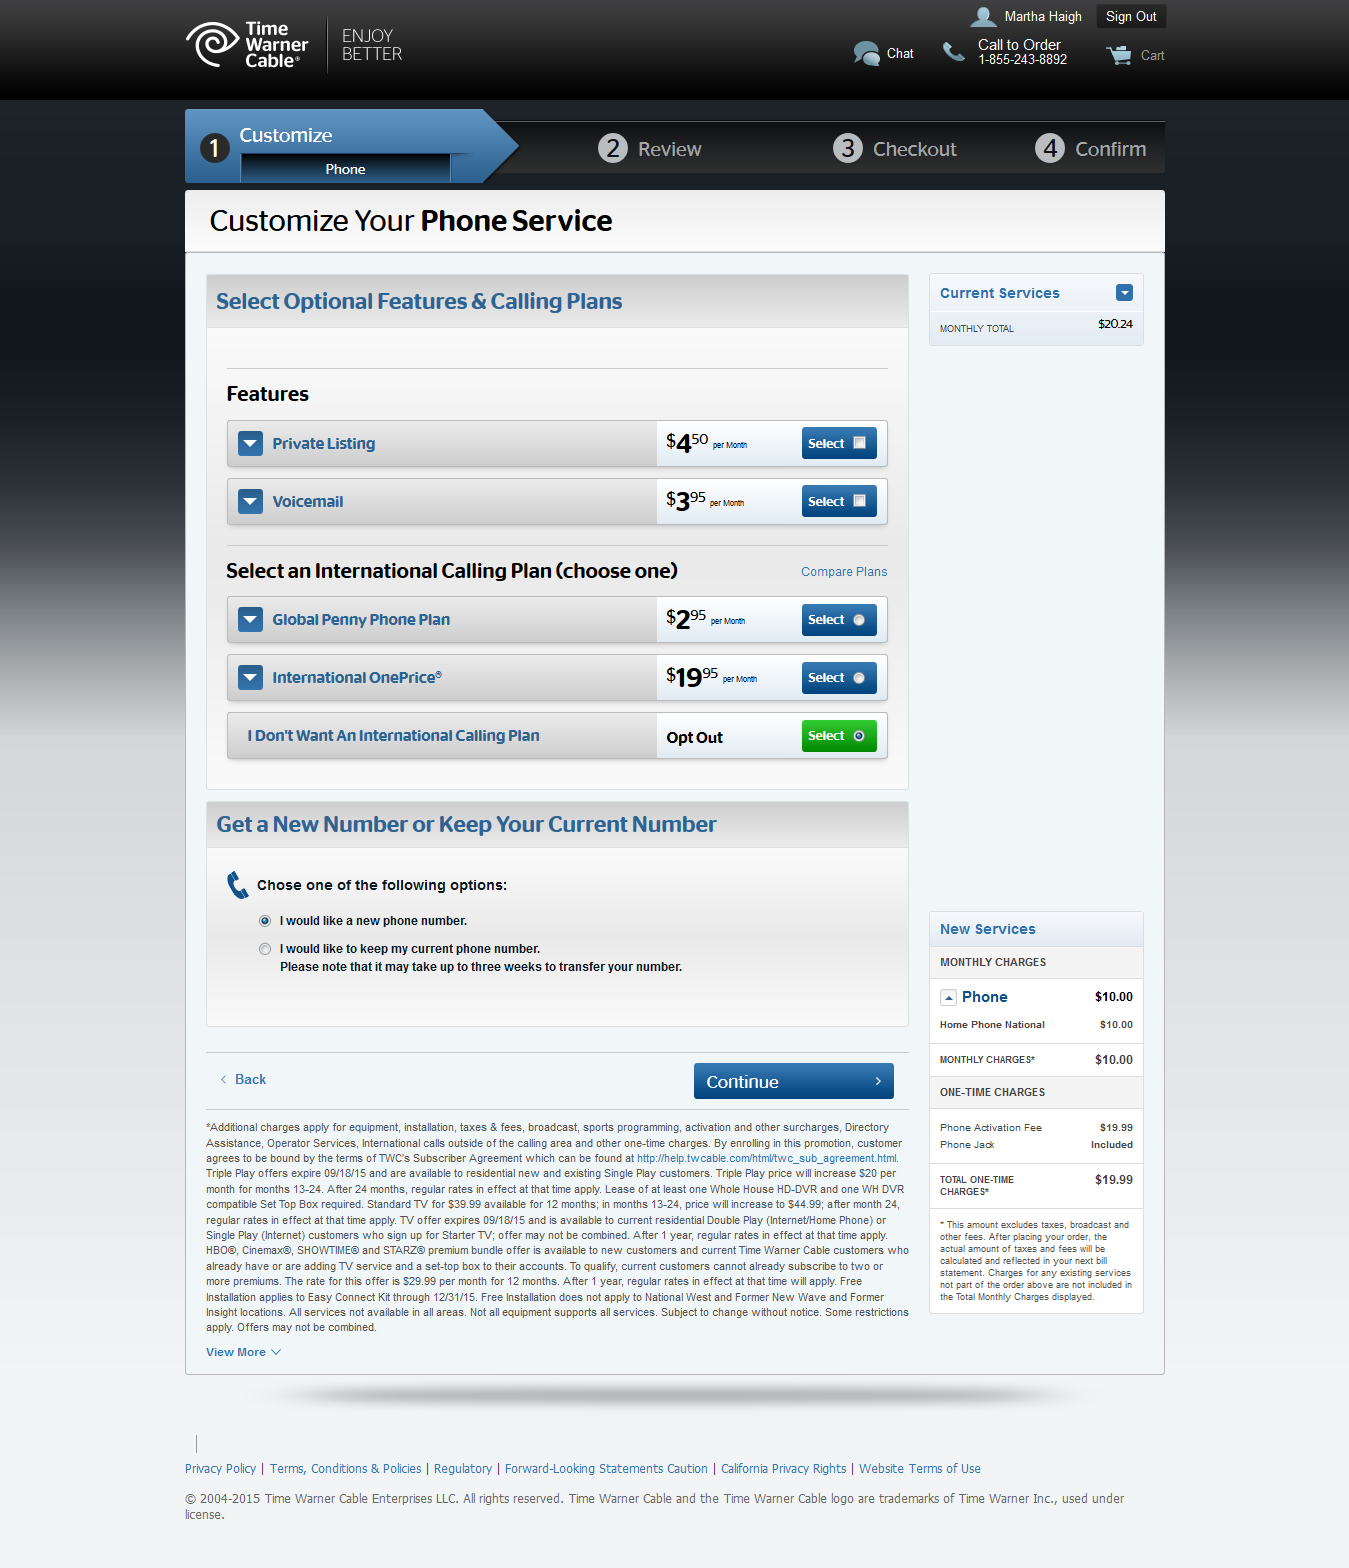 Martha Haigh
Sign Out
Time
Warner
Cable®
ENJOY
BETTER
Chat
Call to Order
1-855-243-8892
Cart
1
Customize
Phone
2 Review
3 Checkout
4 Confirm
Customize Your Phone Service
Select Optional Features & Calling Plans
Current Services
MONTHLY TOTAL $20.24
Features
Private Listing $4 50 per Month Select
Voicemail $3 95 per Month Select
Select an International Calling Plan (choose one) Compare Plans
Global Penny Phone Plan $2 95 per Month Select
International OnePrice® $19 95 per Month Select
I Don't Want An International Calling Plan Opt Out Select
Get a New Number or Keep Your Current Number
Chose one of the following options:
I would like a new phone number.
I would like to keep my current phone number.
Please note that it may take up to three weeks to transfer your number.
New Services
MONTHLY CHARGES
Phone $10.00
Home Phone National $10.00
MONTHLY CHARGES* $10.00
ONE-TIME CHARGES
Phone Activation Fee $19.99
Phone Jack Included
TOTAL ONE-TIME
CHARGES* $19.99
* This amount excludes taxes, broadcast and
other fees. After placing your order, the
actual amount of taxes and fees will be
calculated and reflected in your next bill
statement. Charges for any existing services
not part of the order above are not included in
the Total Monthly Charges displayed.
Back
Continue
*Additional charges apply for equipment, installation, taxes & fees, broadcast, sports programming, activation and other surcharges, Directory
Assistance, Operator Services, International calls outside of the calling area and other one-time charges. By enrolling in this promotion, customer
agrees to be bound by the terms of TWC's Subscriber Agreement which can be found at http://help.twcable.com/html/twc_sub_agreement.html.
Triple Play offers expire 09/18/15 and are available to residential new and existing Single Play customers. Triple Play price will increase $20 per
month for months 13-24. After 24 months, regular rates in effect at that time apply. Lease of at least one Whole House HD-DVR and one WH DVR
compatible Set Top Box required. Standard TV for $39.99 available for 12 months; in months 13-24, price will increase to $44.99; after month 24,
regular rates in effect at that time apply. TV offer expires 09/18/15 and is available to current residential Double Play (Internet/Home Phone) or
Single Play (Internet) customers who sign up for Starter TV; offer may not be combined. After 1 year, regular rates in effect at that time apply.
HBO®, Cinemax®, SHOWTIME® and STARZ® premium bundle offer is available to new customers and current Time Warner Cable customers who
already have or are adding TV service and a set-top box to their accounts. To qualify, current customers cannot already subscribe to two or
more premiums. The rate for this offer is $29.99 per month for 12 months. After 1 year, regular rates in effect at that time will apply. Free
Installation applies to Easy Connect Kit through 12/31/15. Free Installation does not apply to National West and Former New Wave and Former
Insight locations. All services not available in all areas. Not all equipment supports all services. Subject to change without notice. Some restrictions
apply. Offers may not be combined.
View More
Privacy Policy | Terms, Conditions & Policies | Regulatory | Forward-Looking Statements Caution | California Privacy Rights | Website Terms of Use
© 2004-2015 Time Warner Cable Enterprises LLC. All rights reserved. Time Warner Cable and the Time Warner Cable logo are trademarks of Time Warner Inc., used under
license.